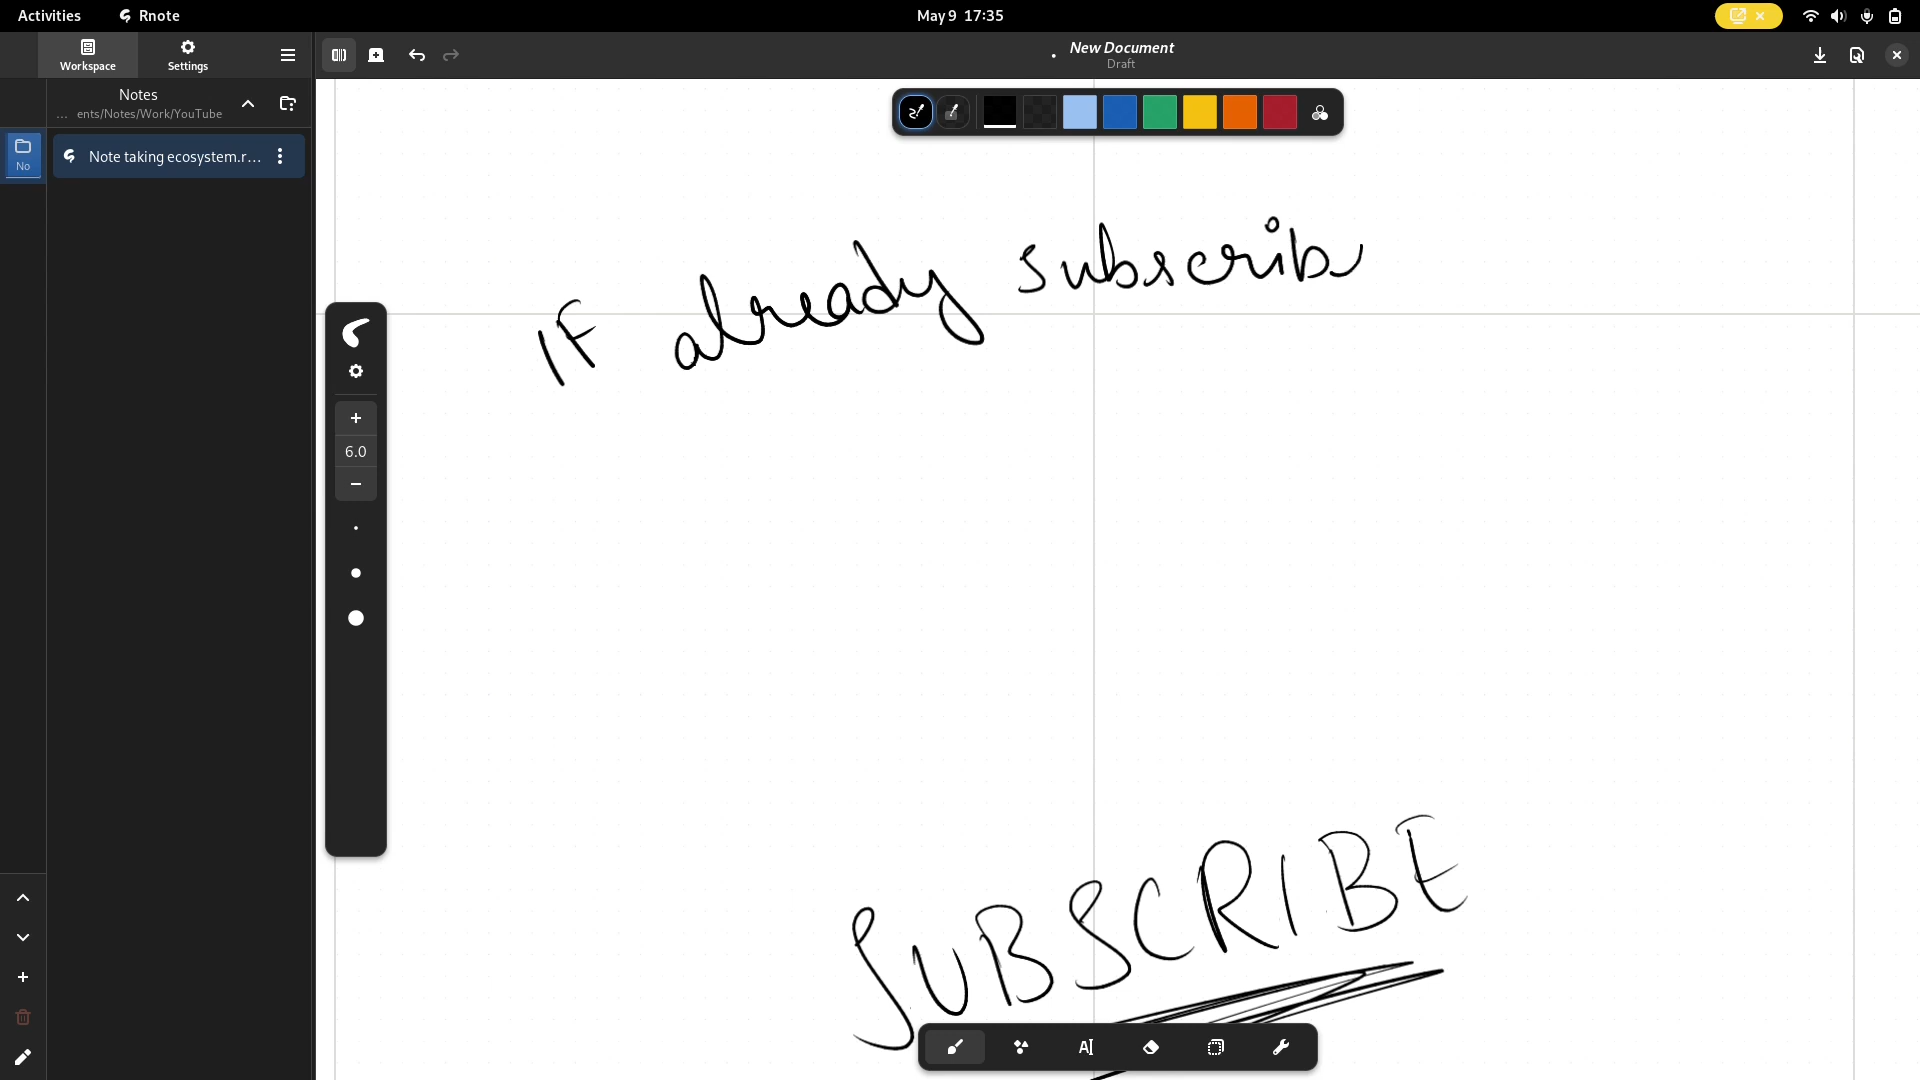 Activities Rnote May 9 17:35
Workspace Settings New Document
Draft
Notes
... ents/Notes/Work/YouTube
No Note taking ecosystem.r...
If already subscrib
6.0
SUBSCRIBE